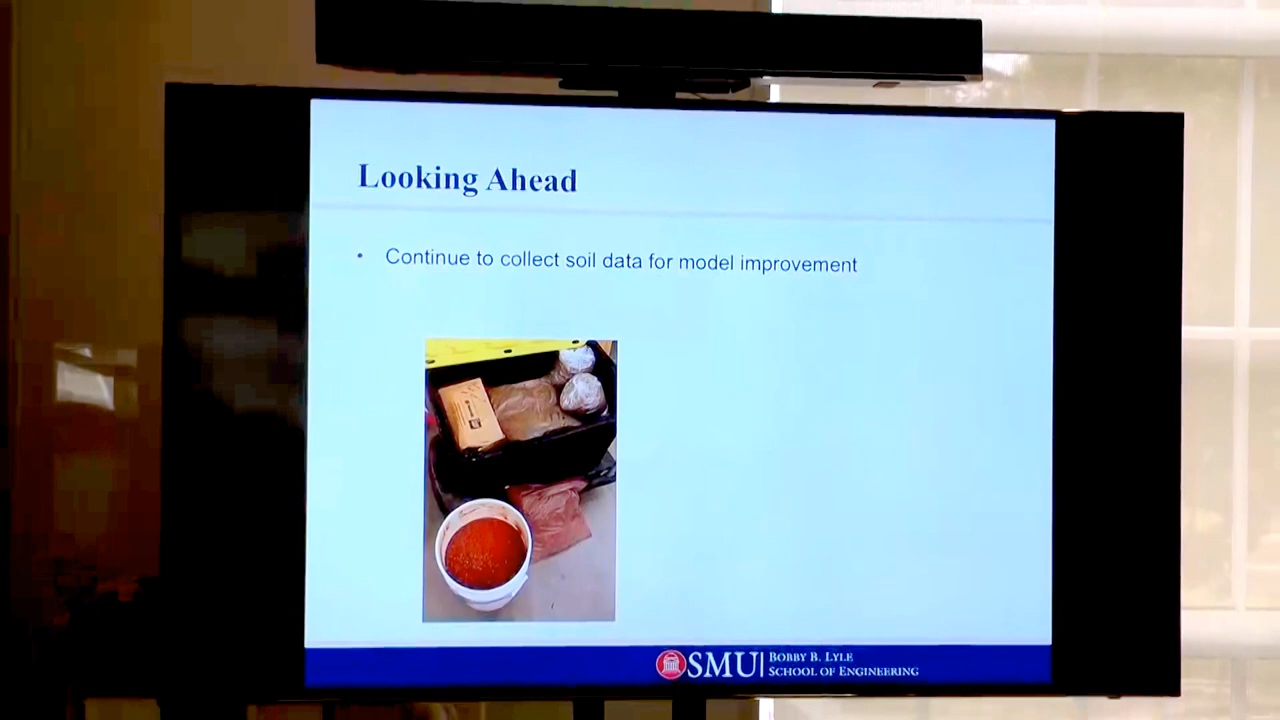 Looking Ahead
• Continue to collect soil data for model improvement
SMU
BOBBY B. LYLE
SCHOOL OF ENGINEERING